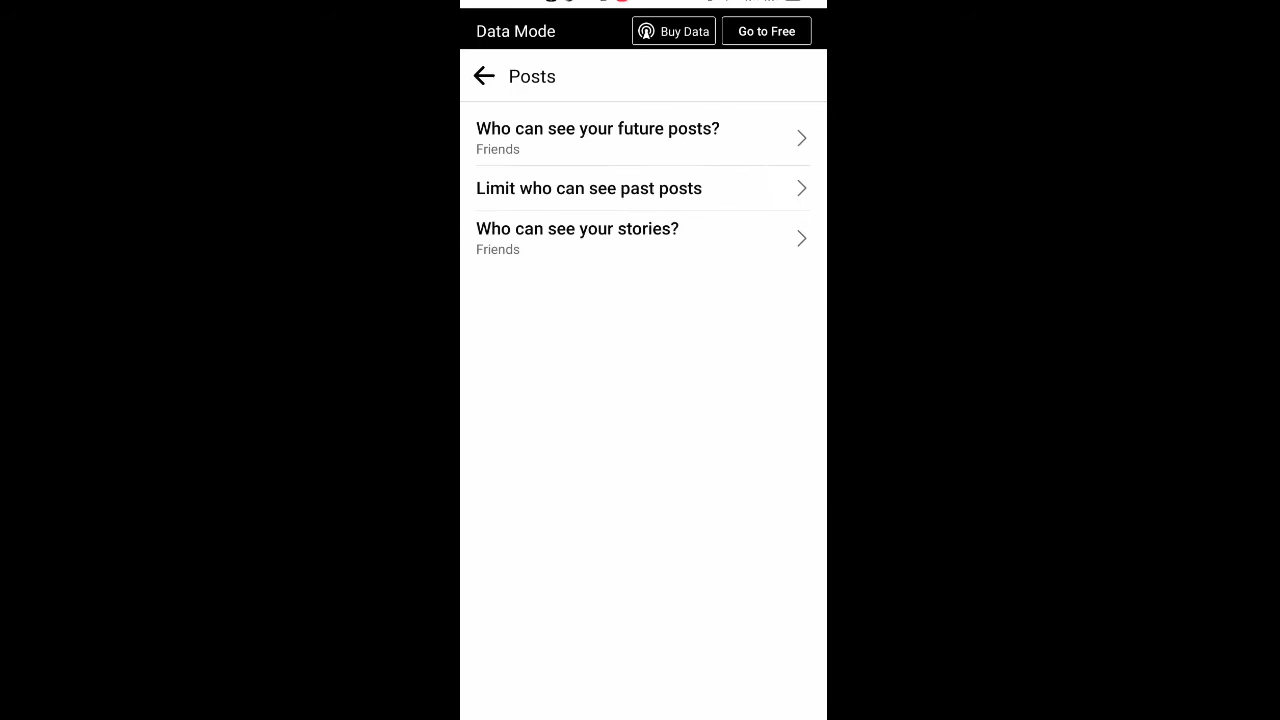 Data Mode
Buy Data
Go to Free
Posts
Who can see your future posts?
Friends
Limit who can see past posts
Who can see your stories?
Friends